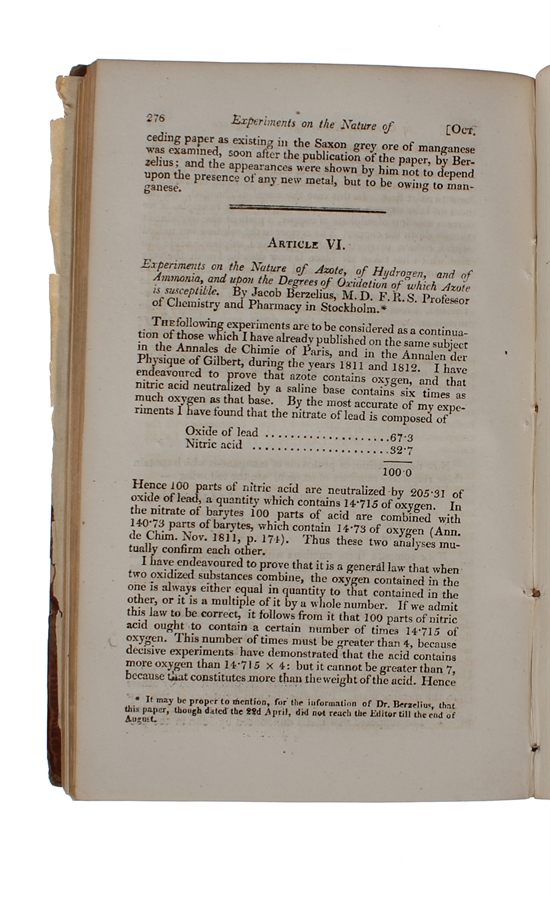 276 Experiments on the Nature of [Oct.
ceding paper as existing in the Saxon grey ore of manganese
was examined, soon after the publication of the paper, by Ber-
zelius; and the appearances were shown by him not to depend
upon the presence of any new metal, but to be owing to man-
ganese.
Article VI.
Experiments on the Nature of Azote, of Hydrogen, and of
Ammonia, and upon the Degrees of Oxidation of which Azote
is susceptible. By Jacob Berzelius, M. D. F. R. S. Professor
of Chemistry and Pharmacy in Stockholm.*
The following experiments are to be considered as a continua-
tion of those which I have already published on the same subject
in the Annales de Chimie of Paris, and in the Annalen der
Physique of Gilbert, during the years 1811 and 1812. I have
endeavoured to prove that azote contains oxygen, and that
nitric acid neutralized by a saline base contains six times as
much oxygen as that base. By the most accurate of my expe-
riments I have found that the nitrate of lead is composed of
Oxide of lead ....................67·3
Nitric acid ......................32·7
100·0
Hence 100 parts of nitric acid are neutralized by 205·31 of
oxide of lead, a quantity which contains 14·715 of oxygen. In
the nitrate of barytes 100 parts of acid are combined with
140·73 parts of barytes, which contain 14·73 of oxygen (Ann.
de Chim. Nov. 1811, p. 174). Thus these two analyses mu-
tually confirm each other.
I have endeavoured to prove that it is a general law that when
two oxidized substances combine, the oxygen contained in the
one is always either equal in quantity to that contained in the
other, or it is a multiple of it by a whole number. If we admit
this law to be correct, it follows from it that 100 parts of nitric
acid ought to contain a certain number of times 14·715 of
oxygen. This number of times must be greater than 4, because
decisive experiments have demonstrated that the acid contains
more oxygen than 14·715 × 4: but it cannot be greater than 7,
because that constitutes more than the weight of the acid. Hence
* It may be proper to mention, for the information of Dr. Berzelius, that
this paper, though dated the 22d April, did not reach the Editor till the end of
August.